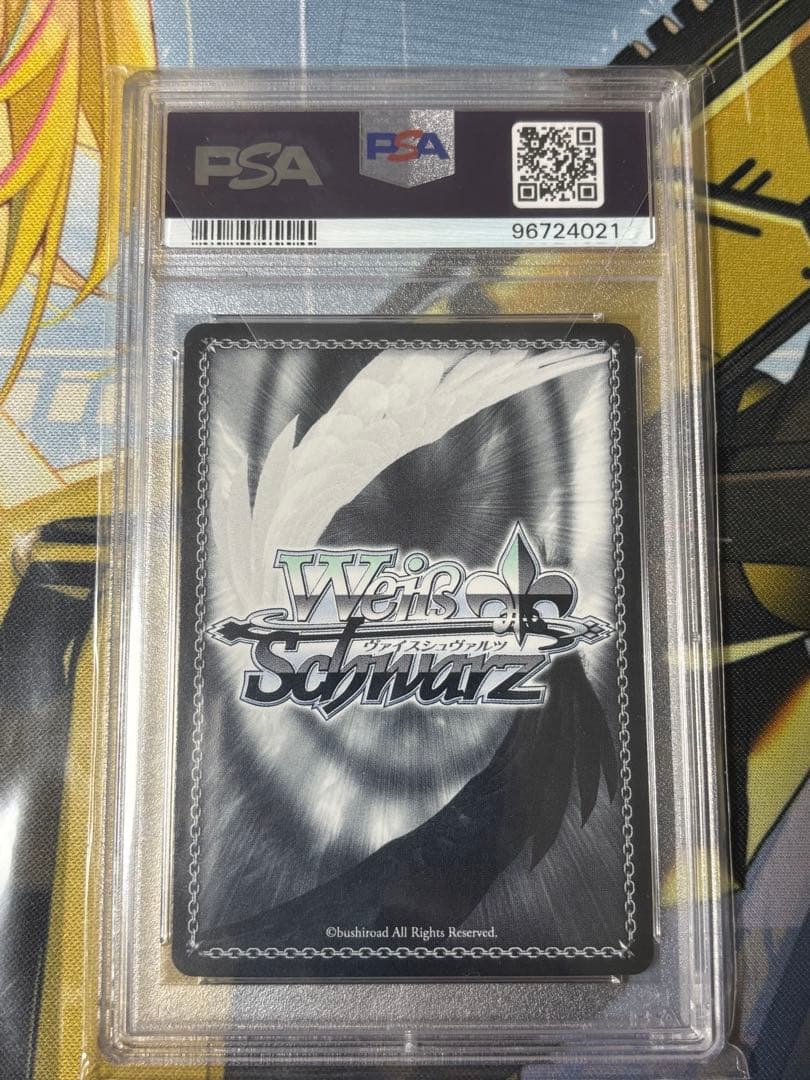 PSA
PSA
96724021
Weiß
ヴァイスシュヴァルツ
Schwarz
©bushiroad All Rights Reserved.